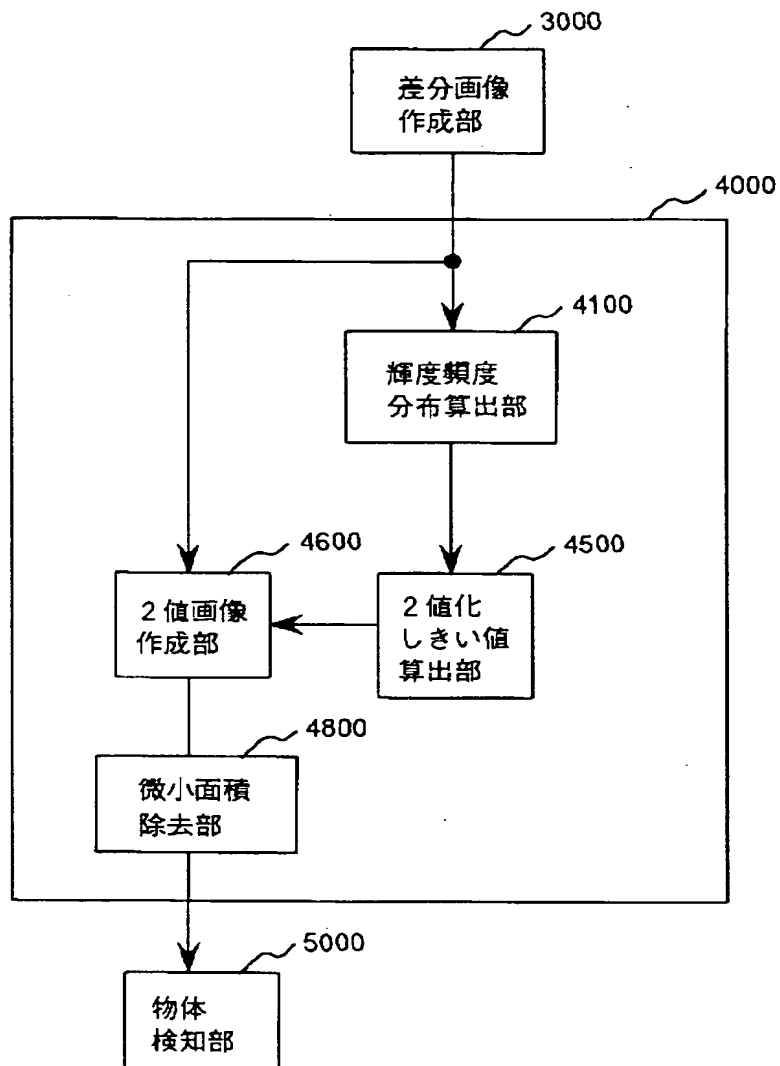 3000
差分画像
作成部
4000
4100
輝度頻度
分布算出部
4600
2値画像
作成部
4500
2値化
しきい値
算出部
4800
微小面積
除去部
5000
物体
検知部